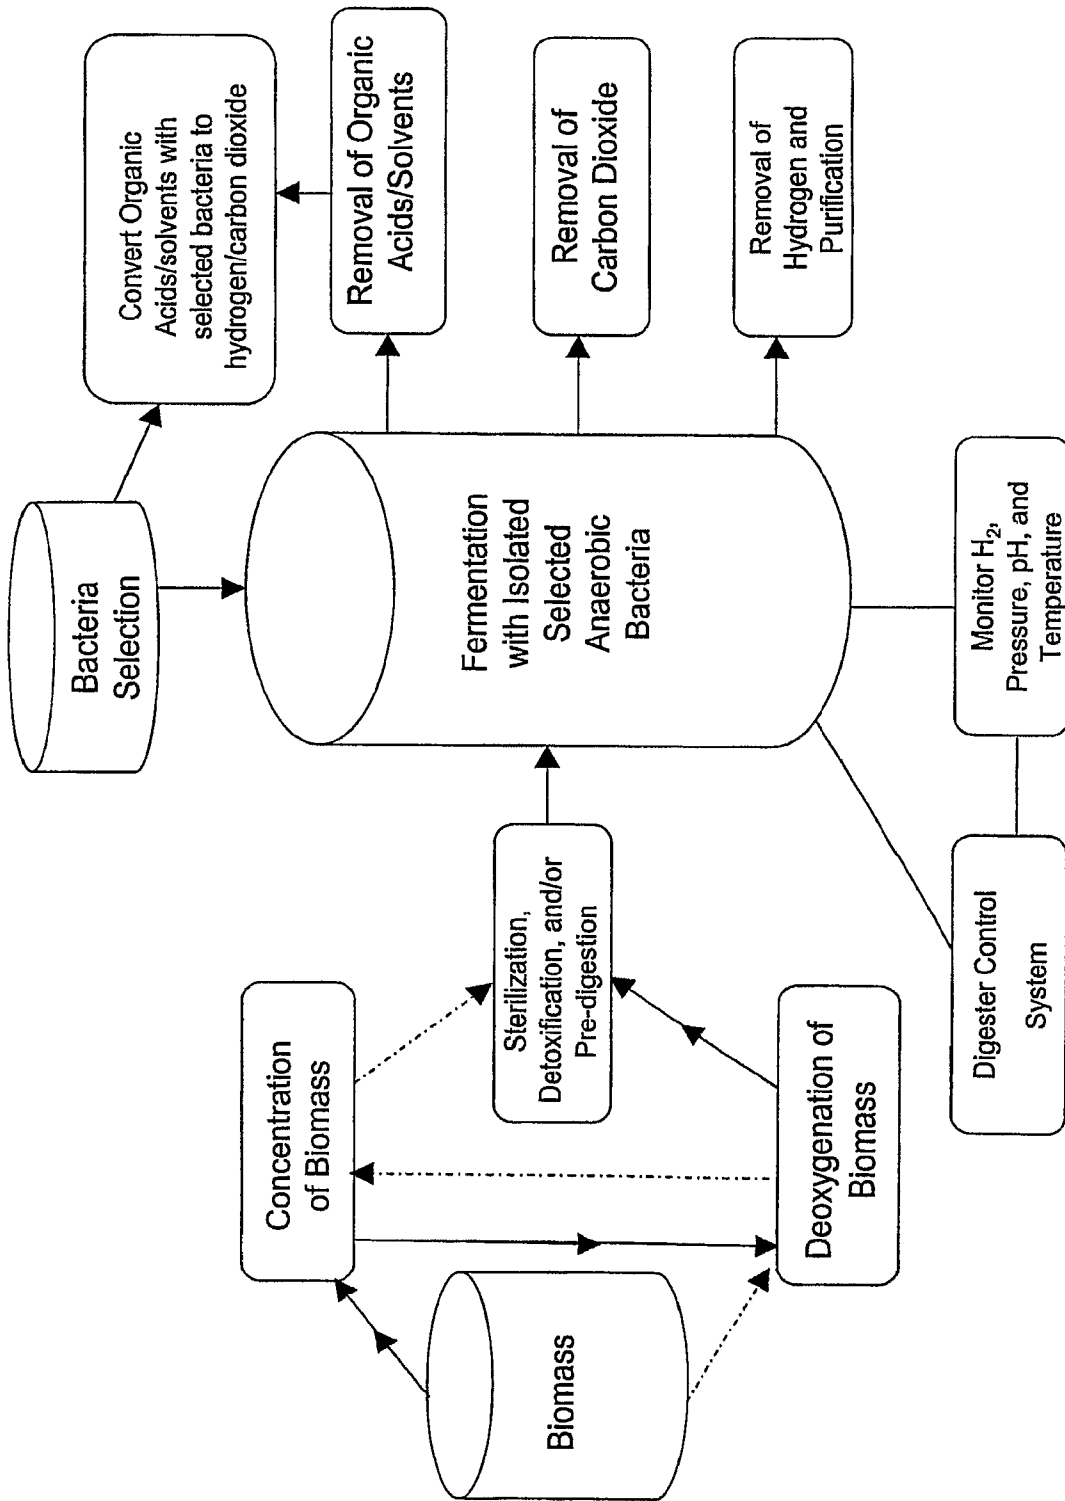 Bacteria
Selection
Convert Organic
Acids/solvents with
selected bacteria to
hydrogen/carbon dioxide
Biomass
Concentration
of Biomass
Deoxygenation of
Biomass
Sterilization,
Detoxification, and/or
Pre-digestion
Fermentation
with Isolated
Selected
Anaerobic
Bacteria
Removal of Organic
Acids/Solvents
Removal of
Carbon Dioxide
Removal of
Hydrogen and
Purification
Digester Control
System
Monitor H₂,
Pressure, pH, and
Temperature